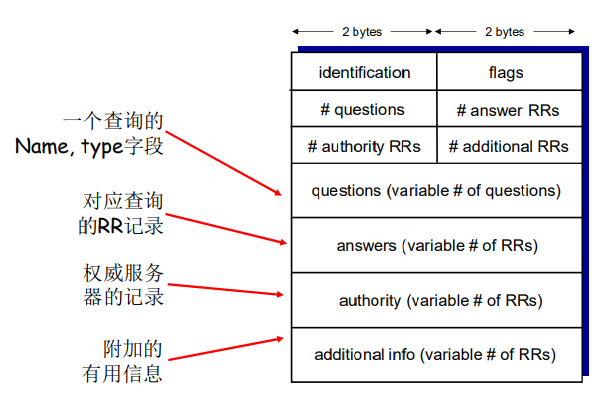 2 bytes 2 bytes
identification flags
# questions # answer RRs
# authority RRs # additional RRs
一个查询的
Name, type字段
questions (variable # of questions)
对应查询
的RR记录
answers (variable # of RRs)
权威服务
器的记录
authority (variable # of RRs)
附加的
有用信息
additional info (variable # of RRs)